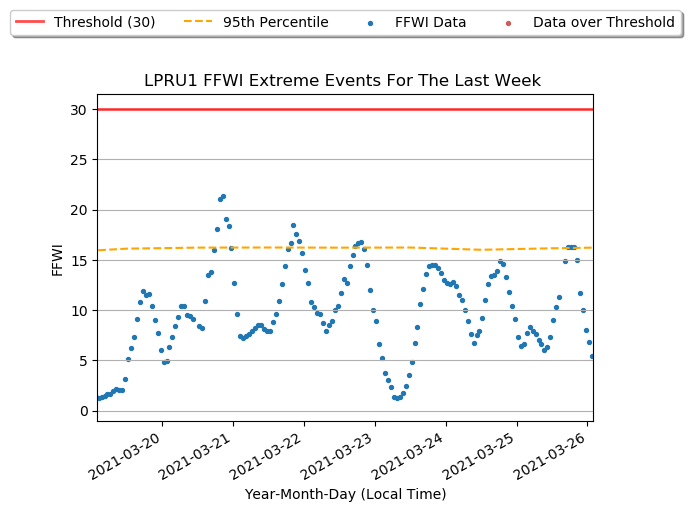 Threshold (30) 95th Percentile FFWI Data Data over Threshold
LPRU1 FFWI Extreme Events For The Last Week
30
25
20
15
10
5
0
FFWI
2021-03-20 2021-03-21 2021-03-22 2021-03-23 2021-03-24 2021-03-25 2021-03-26
Year-Month-Day (Local Time)